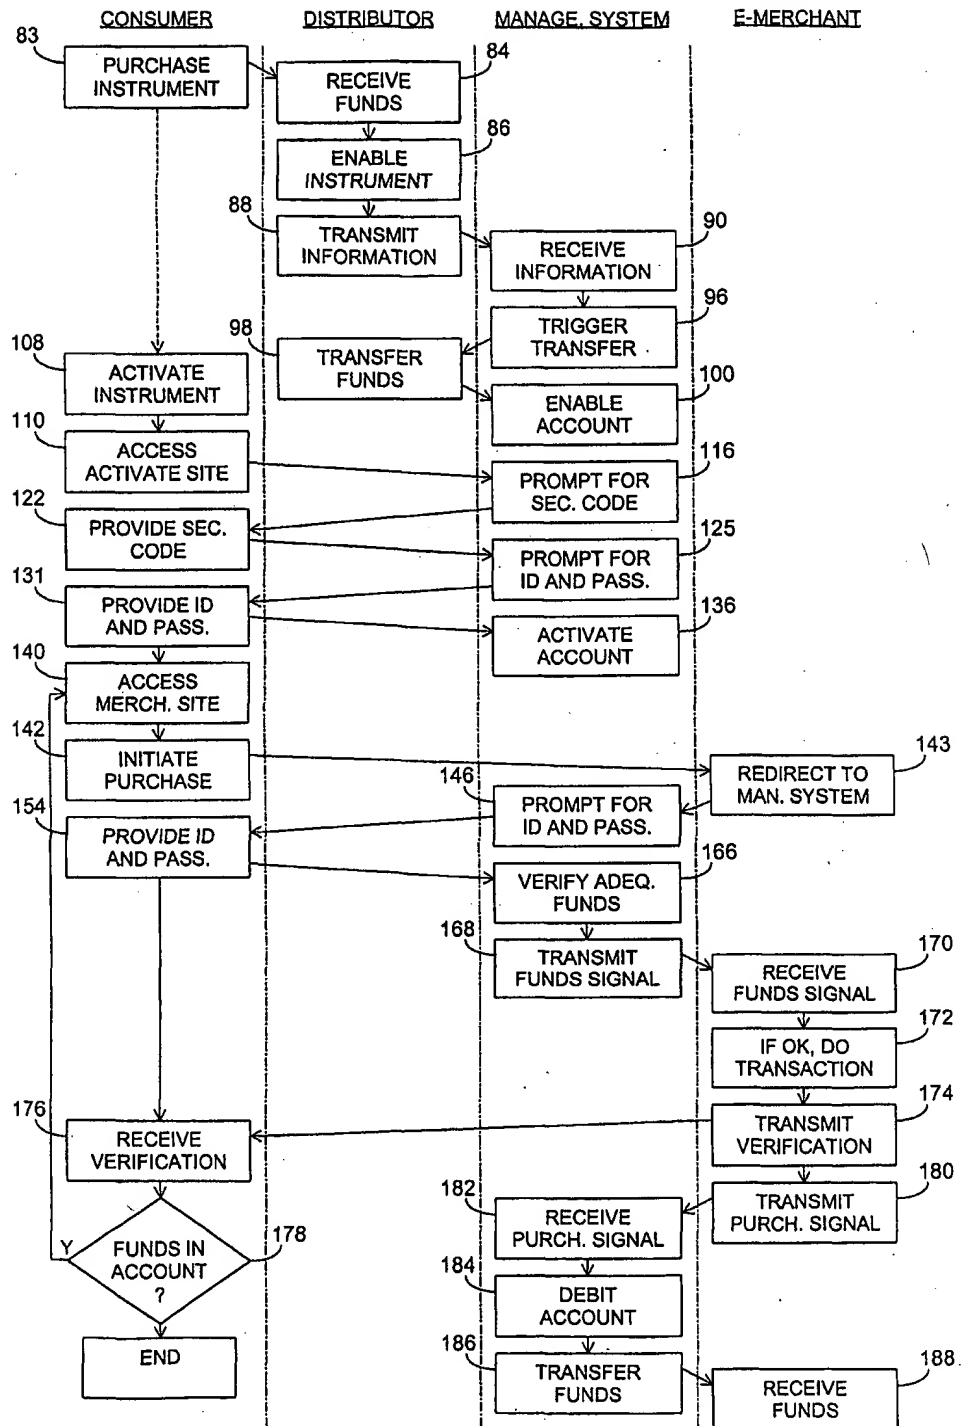 CONSUMER
DISTRIBUTOR
MANAGE. SYSTEM
E-MERCHANT
83
PURCHASE
INSTRUMENT
84
RECEIVE
FUNDS
86
ENABLE
INSTRUMENT
88
TRANSMIT
INFORMATION
90
RECEIVE
INFORMATION
96
TRIGGER
TRANSFER
98
TRANSFER
FUNDS
100
ENABLE
ACCOUNT
108
ACTIVATE
INSTRUMENT
110
ACCESS
ACTIVATE SITE
116
PROMPT FOR
SEC. CODE
122
PROVIDE SEC.
CODE
125
PROMPT FOR
ID AND PASS.
131
PROVIDE ID
AND PASS.
136
ACTIVATE
ACCOUNT
140
ACCESS
MERCH. SITE
142
INITIATE
PURCHASE
143
REDIRECT TO
MAN. SYSTEM
146
PROMPT FOR
ID AND PASS.
154
PROVIDE ID
AND PASS.
166
VERIFY ADEQ.
FUNDS
168
TRANSMIT
FUNDS SIGNAL
170
RECEIVE
FUNDS SIGNAL
172
IF OK, DO
TRANSACTION
174
TRANSMIT
VERIFICATION
176
RECEIVE
VERIFICATION
180
TRANSMIT
PURCH. SIGNAL
182
RECEIVE
PURCH. SIGNAL
178
Y
FUNDS IN
ACCOUNT
?
184
DEBIT
ACCOUNT
END
186
TRANSFER
FUNDS
188
RECEIVE
FUNDS